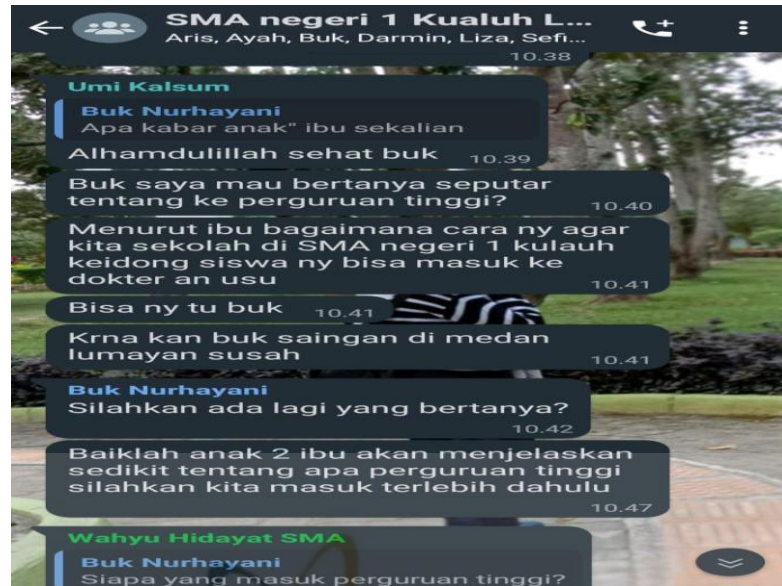 SMA negeri 1 Kualuh L...
Aris, Ayah, Buk, Darmin, Liza, Sefi...
10.38
Umi Kalsum
Buk Nurhayani
Apa kabar anak" ibu sekalian
Alhamdulillah sehat buk 10.39
Buk saya mau bertanya seputar
tentang ke perguruan tinggi? 10.40
Menurut ibu bagaimana cara ny agar
kita sekolah di SMA negeri 1 kulauh
keidong siswa ny bisa masuk ke
dokter an usu 10.41
Bisa ny tu buk 10.41
Krna kan buk saingan di medan
lumayan susah 10.41
Buk Nurhayani
Silahkan ada lagi yang bertanya?
10.42
Baiklah anak 2 ibu akan menjelaskan
sedikit tentang apa perguruan tinggi
silahkan kita masuk terlebih dahulu
10.47
Wahyu Hidayat SMA
Buk Nurhayani
Siapa yang masuk perguruan tinggi?